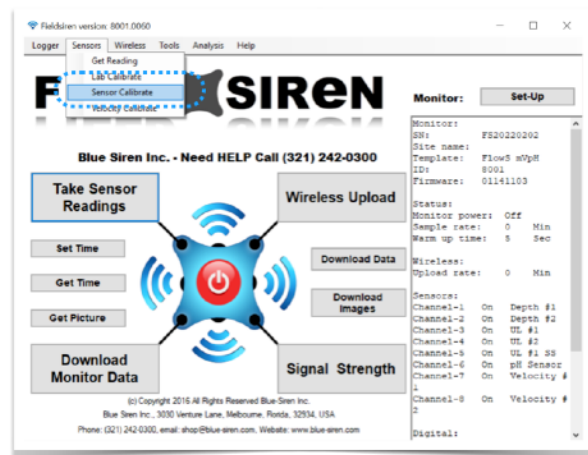 Fieldsiren version: 8001.0060
Logger Sensors Wireless Tools Analysis Help
Get Reading
Lab Calibrate
Sensor Calibrate
Velocity Calibrate
F SIReN
Monitor: Set-Up
Blue Siren Inc. - Need HELP Call (321) 242-0300
Take Sensor
Readings
Wireless Upload
Set Time
Get Time
Get Picture
Download Data
Download
Images
Download
Monitor Data
Signal Strength
(c) Copyright 2016 All Rights Reserved Blue-Siren Inc.
Blue Siren Inc., 3030 Venture Lane, Melbourne, Florida, 32934, USA
Phone: (321) 242-0300, email: shop@blue-siren.com, Website: www.blue-siren.com
Monitor:
SN: FS20220202
Site name:
Template: FlowS mVpH
ID: 8001
Firmware: 01141103
Status:
Monitor power: Off
Sample rate: 0 Min
Warm up time: 5 Sec
Wireless:
Upload rate: 0 Min
Sensors:
Channel-1 On Depth #1
Channel-2 On Depth #2
Channel-3 On UL #1
Channel-4 On UL #2
Channel-5 On UL #1 SS
Channel-6 On pH Sensor
Channel-7 On Velocity #
1
Channel-8 On Velocity #
2
Digital: